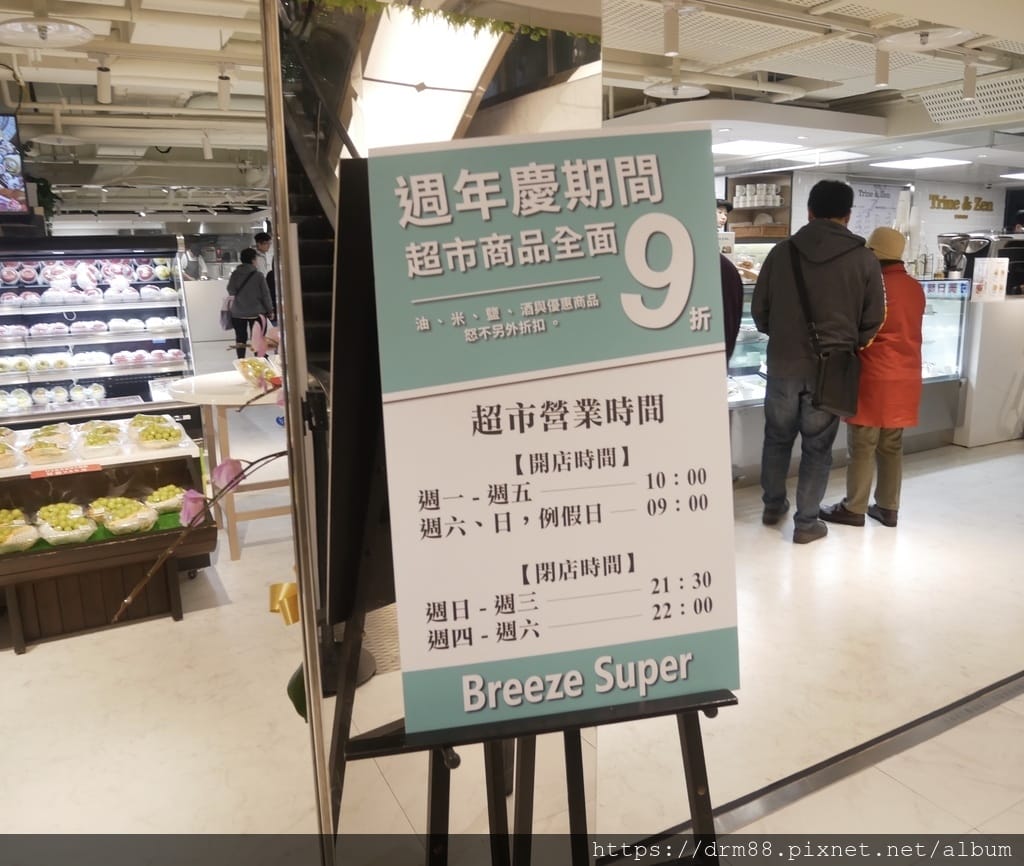 週年慶期間
超市商品全面
9折
油、米、鹽、酒與優惠商品
恕不另外折扣。
超市營業時間
【開店時間】
週一 - 週五 10：00
週六、日，例假日 09：00
【閉店時間】
週日 - 週三 21：30
週四 - 週六 22：00
Breeze Super
Trine & Zen
Trine & Zen
https://drm88.pixnet.net/album